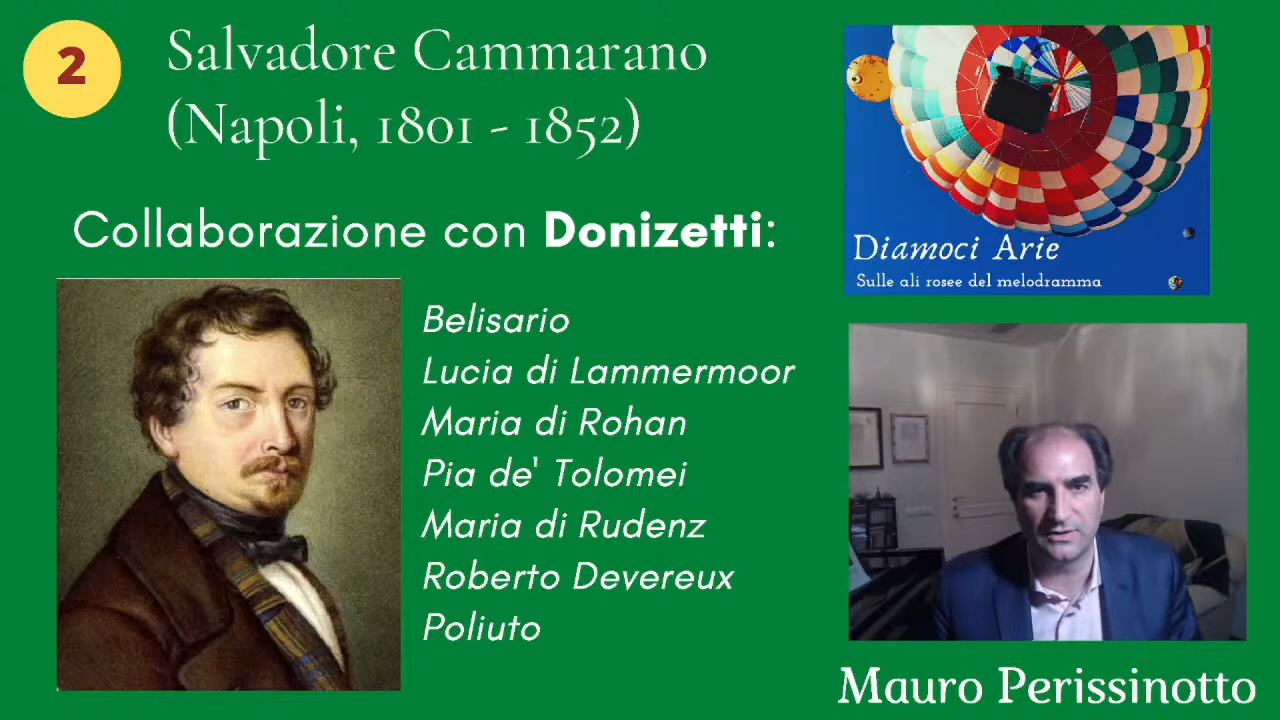 2
Salvadore Cammarano
(Napoli, 1801 - 1852)
Collaborazione con Donizetti:
Belisario
Lucia di Lammermoor
Maria di Rohan
Pia de' Tolomei
Maria di Rudenz
Roberto Devereux
Poliuto
Diamoci Arie
Sulle ali rosee del melodramma
Mauro Perissinotto